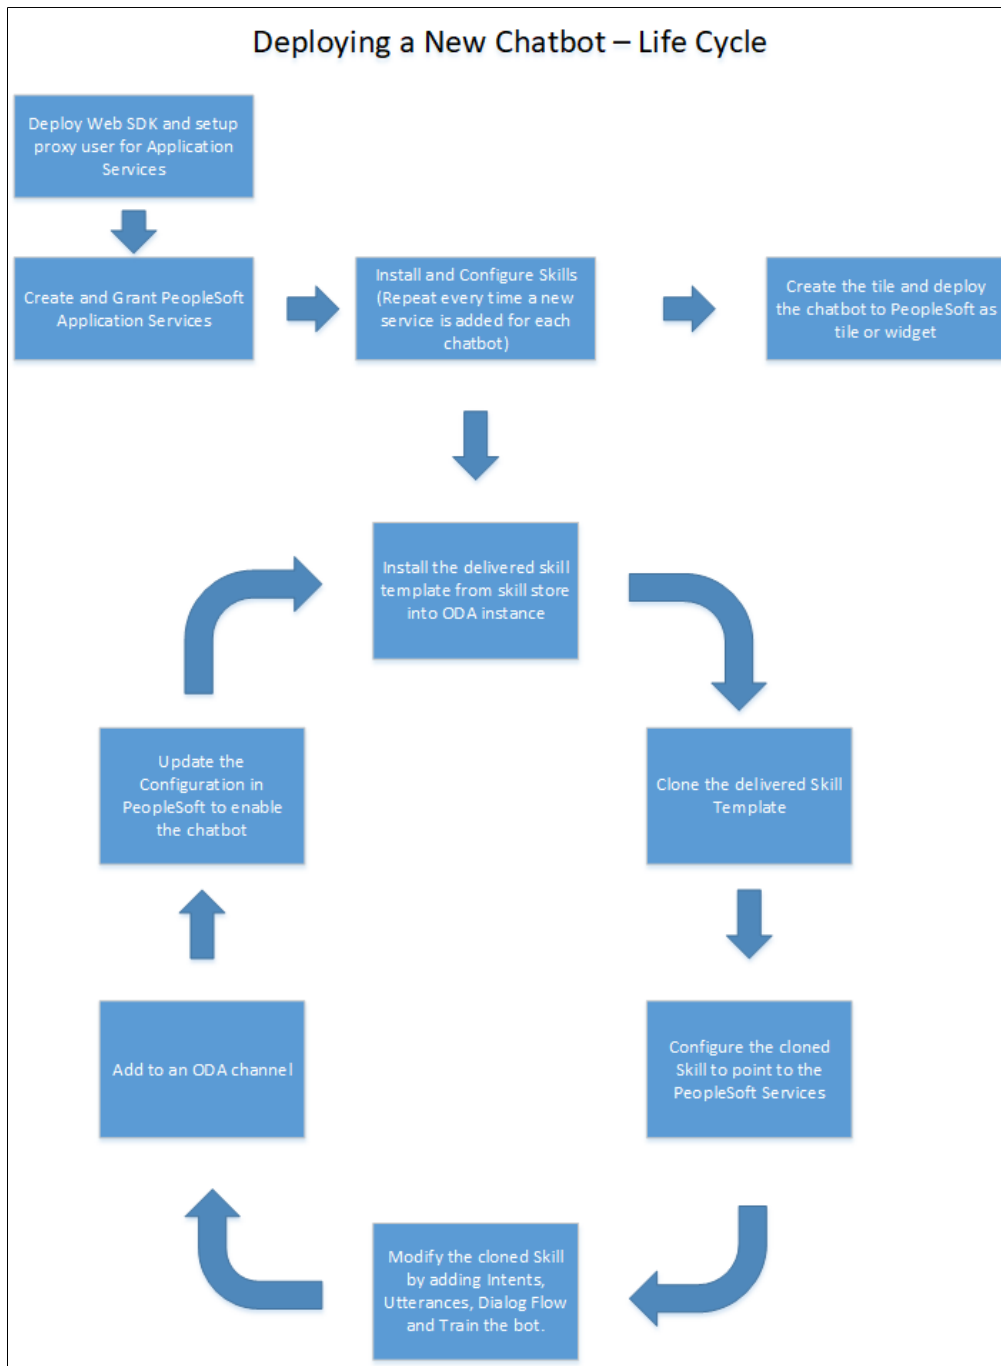 Deploying a New Chatbot – Life Cycle
Deploy Web SDK and setup
proxy user for Application
Services
Create and Grant PeopleSoft
Application Services
Install and Configure Skills
(Repeat every time a new
service is added for each
chatbot)
Create the tile and deploy
the chatbot to PeopleSoft as
tile or widget
Install the delivered skill
template from skill store
into ODA instance
Clone the delivered Skill
Template
Configure the cloned
Skill to point to the
PeopleSoft Services
Modify the cloned Skill
by adding Intents,
Utterances, Dialog Flow
and Train the bot.
Add to an ODA channel
Update the
Configuration in
PeopleSoft to enable
the chatbot